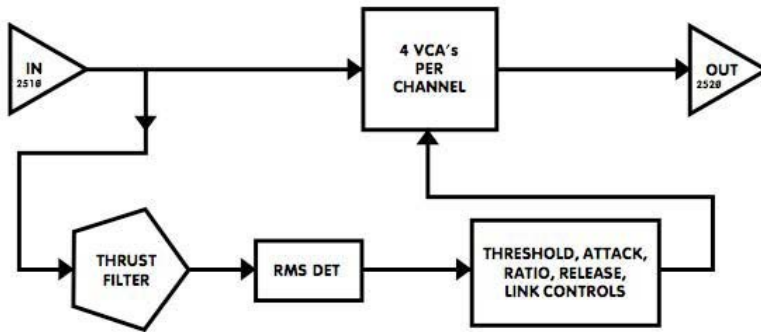 IN
2510
4 VCA's
PER
CHANNEL
OUT
2520
THRUST
FILTER
RMS DET
THRESHOLD, ATTACK,
RATIO, RELEASE,
LINK CONTROLS